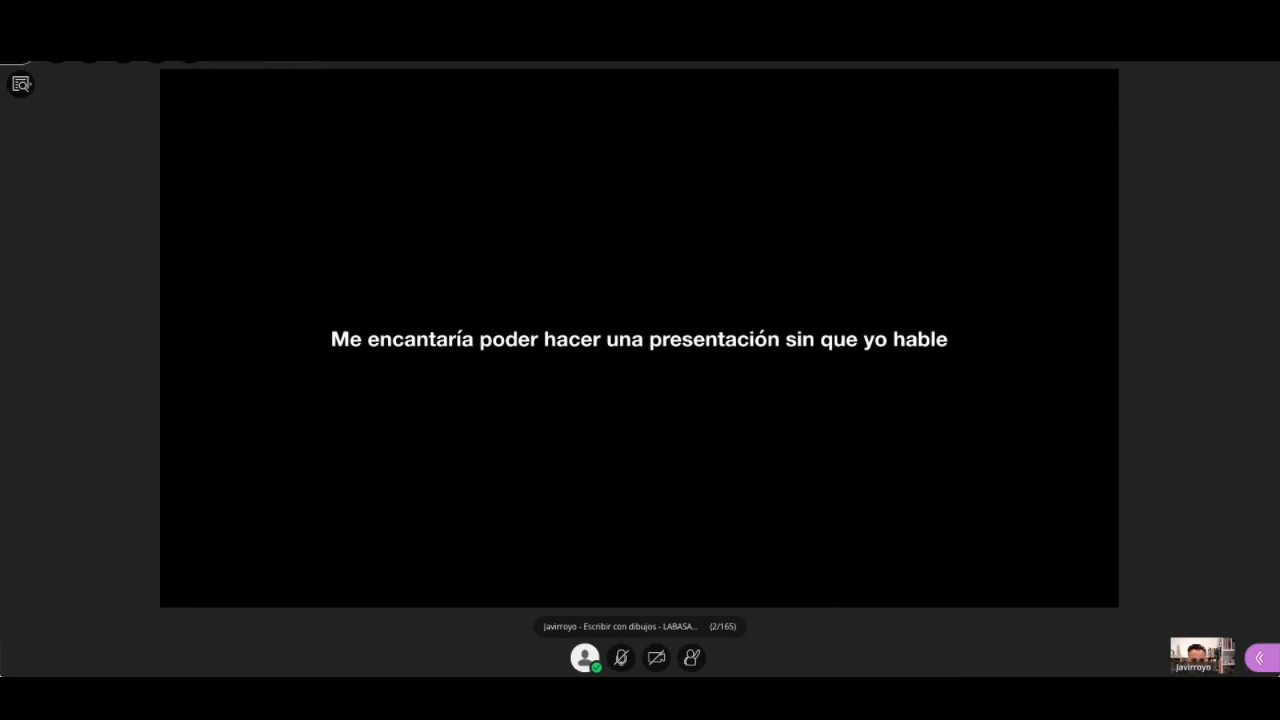 Me encantaría poder hacer una presentación sin que yo hable
Javirroyo - Escribir con dibujos - LABASA... (2/165)
Javirroyo